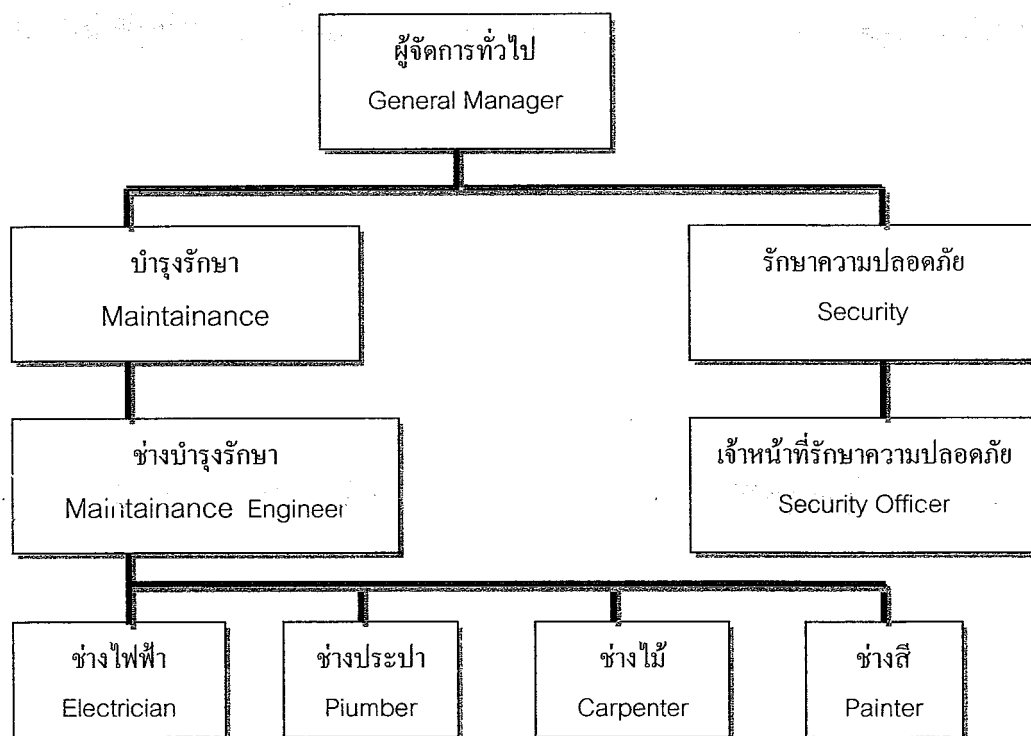 ผู้จัดการทั่วไป
General Manager
บำรุงรักษา
Maintainance
รักษาความปลอดภัย
Security
ช่างบำรุงรักษา
Maintainance Engineer
เจ้าหน้าที่รักษาความปลอดภัย
Security Officer
ช่างไฟฟ้า
Electrician
ช่างประปา
Piumber
ช่างไม้
Carpenter
ช่างสี
Painter